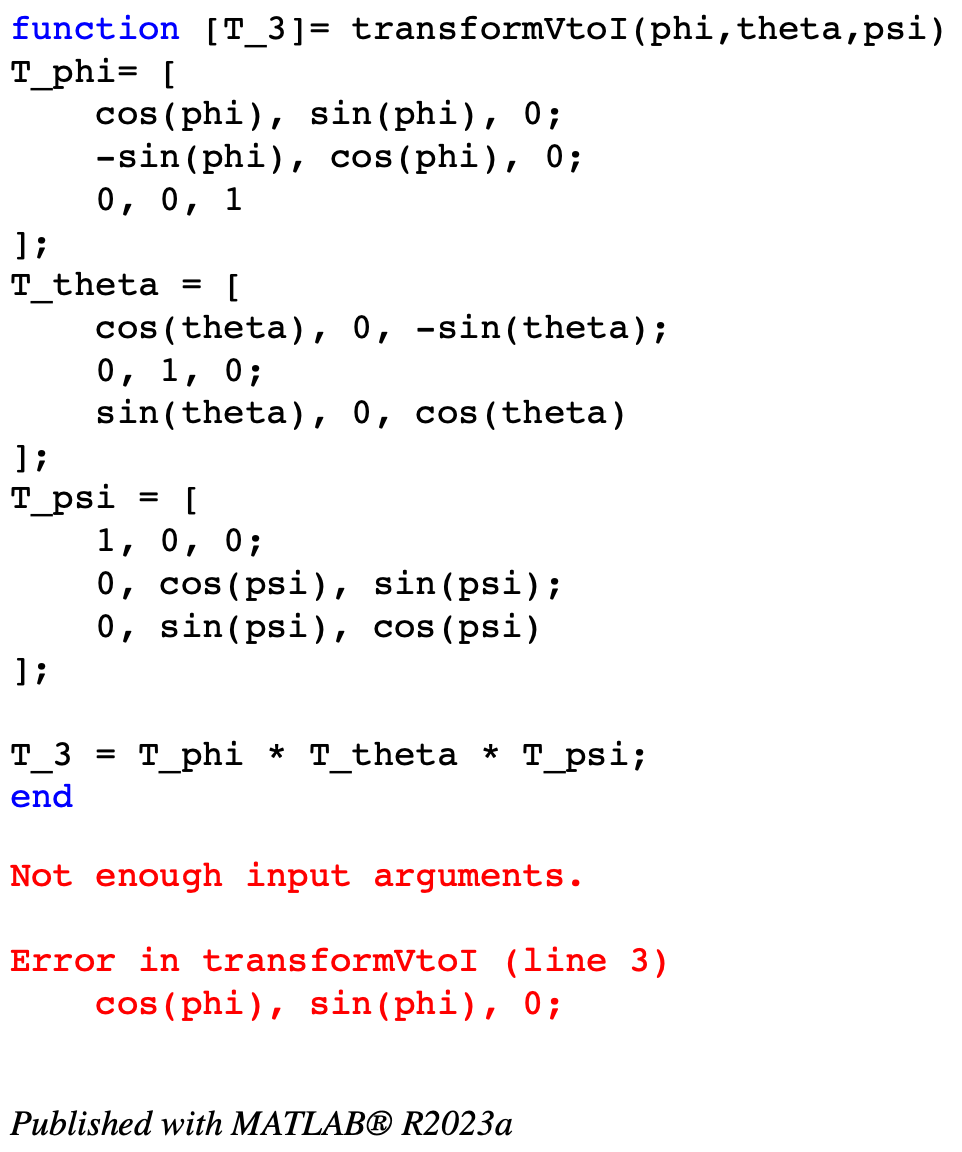 function [T_3]= transformVtoI(phi,theta,psi)
T_phi= [
    cos(phi), sin(phi), 0;
    -sin(phi), cos(phi), 0;
    0, 0, 1
];
T_theta = [
    cos(theta), 0, -sin(theta);
    0, 1, 0;
    sin(theta), 0, cos(theta)
];
T_psi = [
    1, 0, 0;
    0, cos(psi), sin(psi);
    0, sin(psi), cos(psi)
];

T_3 = T_phi * T_theta * T_psi;
end

Not enough input arguments.

Error in transformVtoI (line 3)
    cos(phi), sin(phi), 0;

Published with MATLAB® R2023a